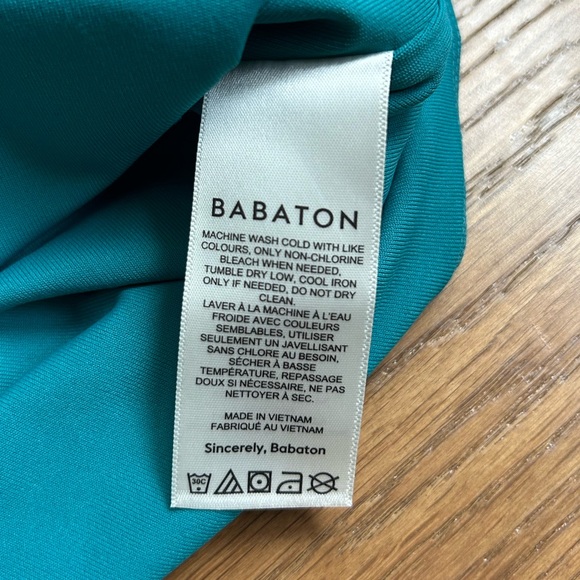 BABATON
MACHINE WASH COLD WITH LIKE
COLOURS, ONLY NON-CHLORINE
BLEACH WHEN NEEDED,
TUMBLE DRY LOW, COOL IRON
ONLY IF NEEDED, DO NOT DRY
CLEAN.
LAVER À LA MACHINE À L'EAU
FROIDE AVEC COULEURS
SEMBLABLES, UTILISER
SEULEMENT UN JAVELLISANT
SANS CHLORE AU BESOIN,
SÉCHER À BASSE
TEMPÉRATURE, REPASSAGE
DOUX SI NÉCESSAIRE, NE PAS
NETTOYER À SEC.
MADE IN VIETNAM
FABRIQUÉ AU VIETNAM
Sincerely, Babaton
30C